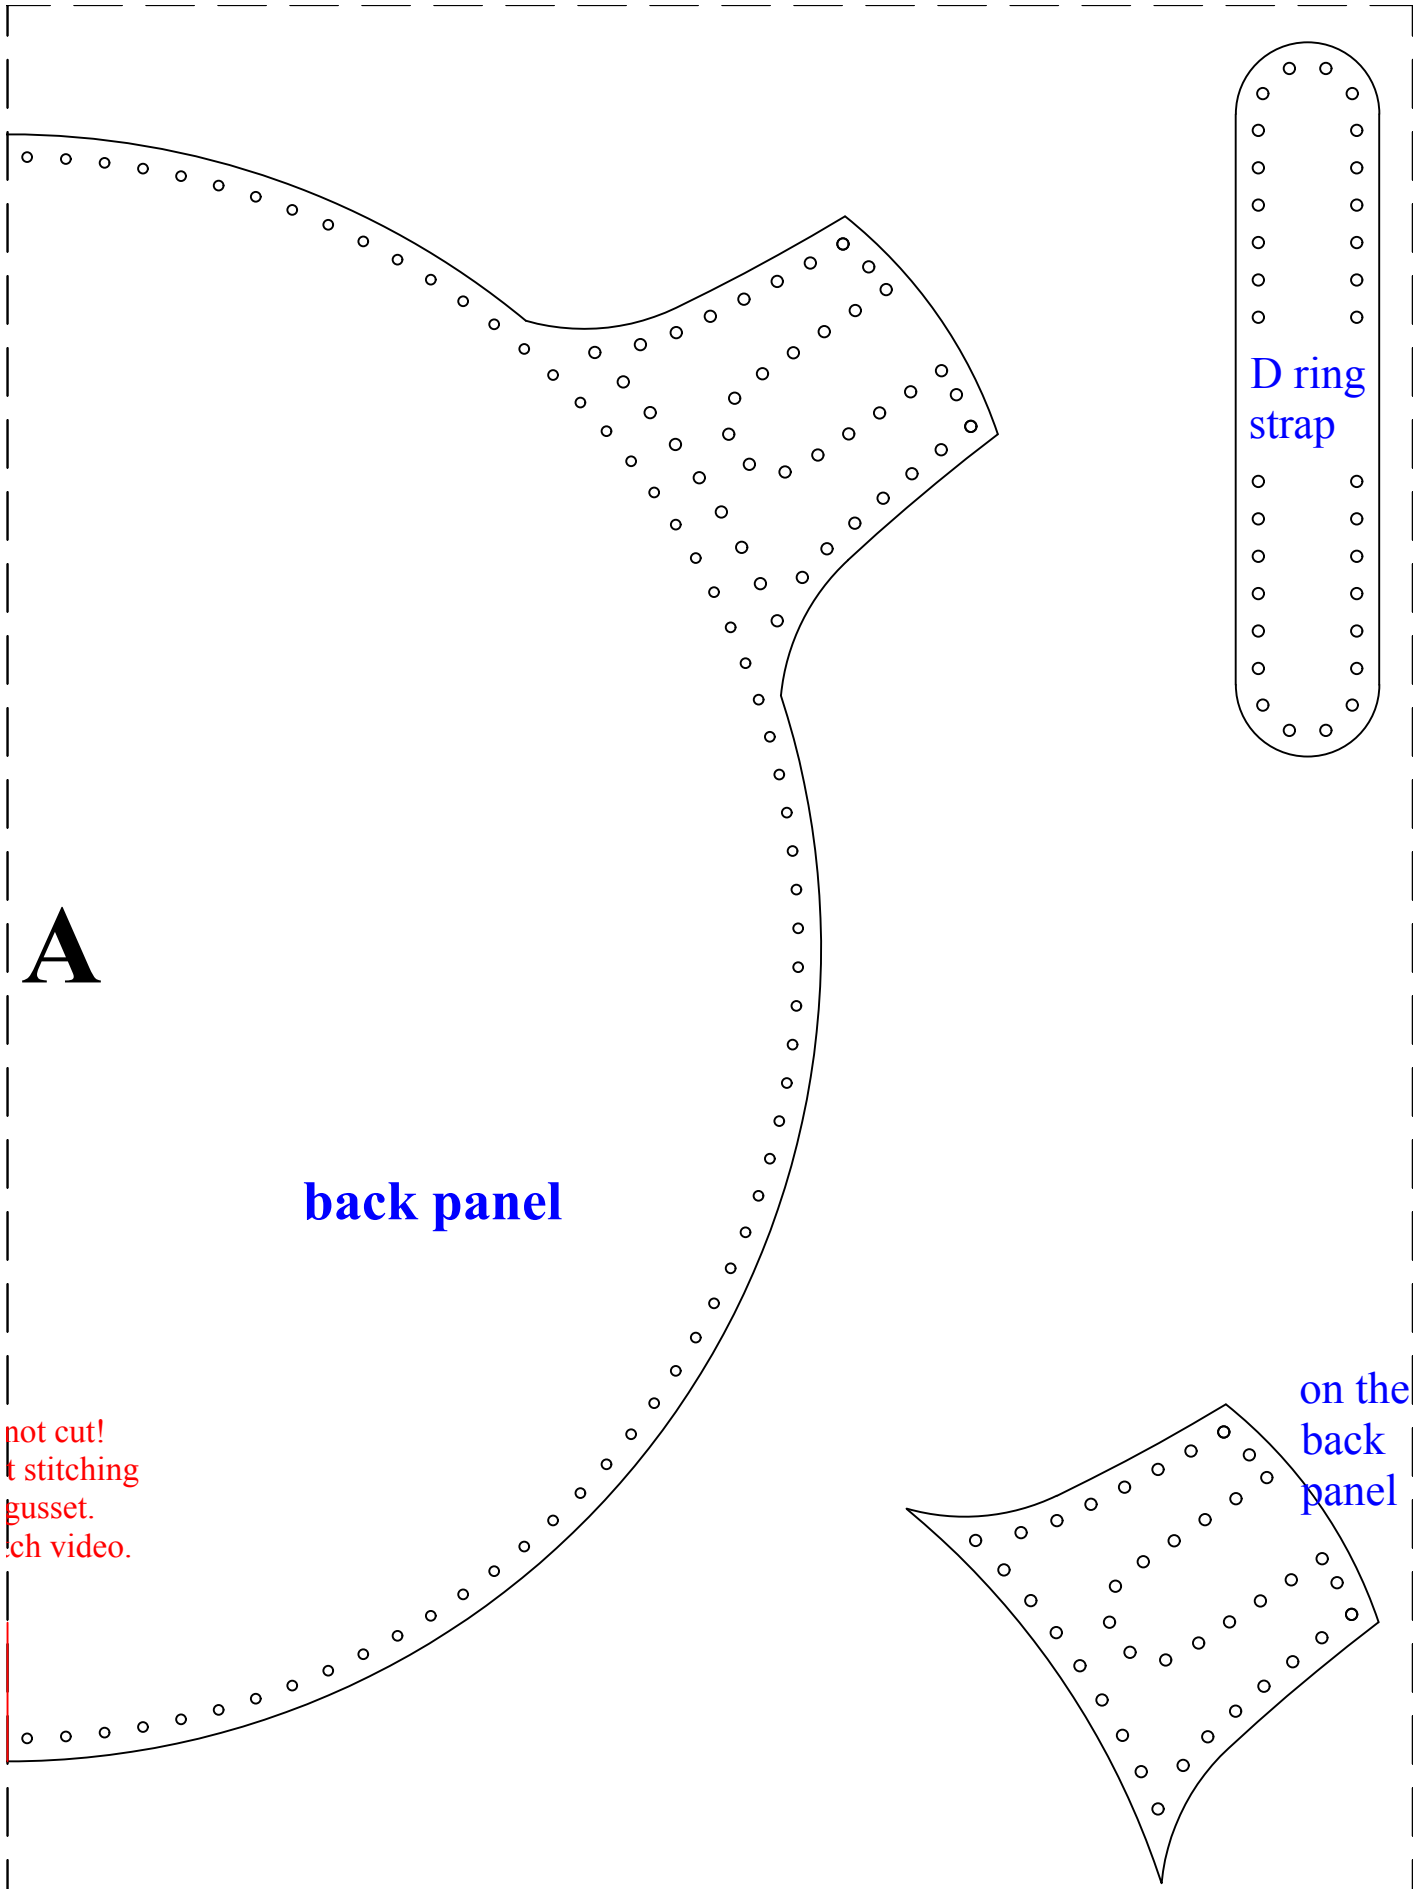 D ring
strap
A
back panel
on the
back
panel
not cut!
t stitching
gusset.
ch video.